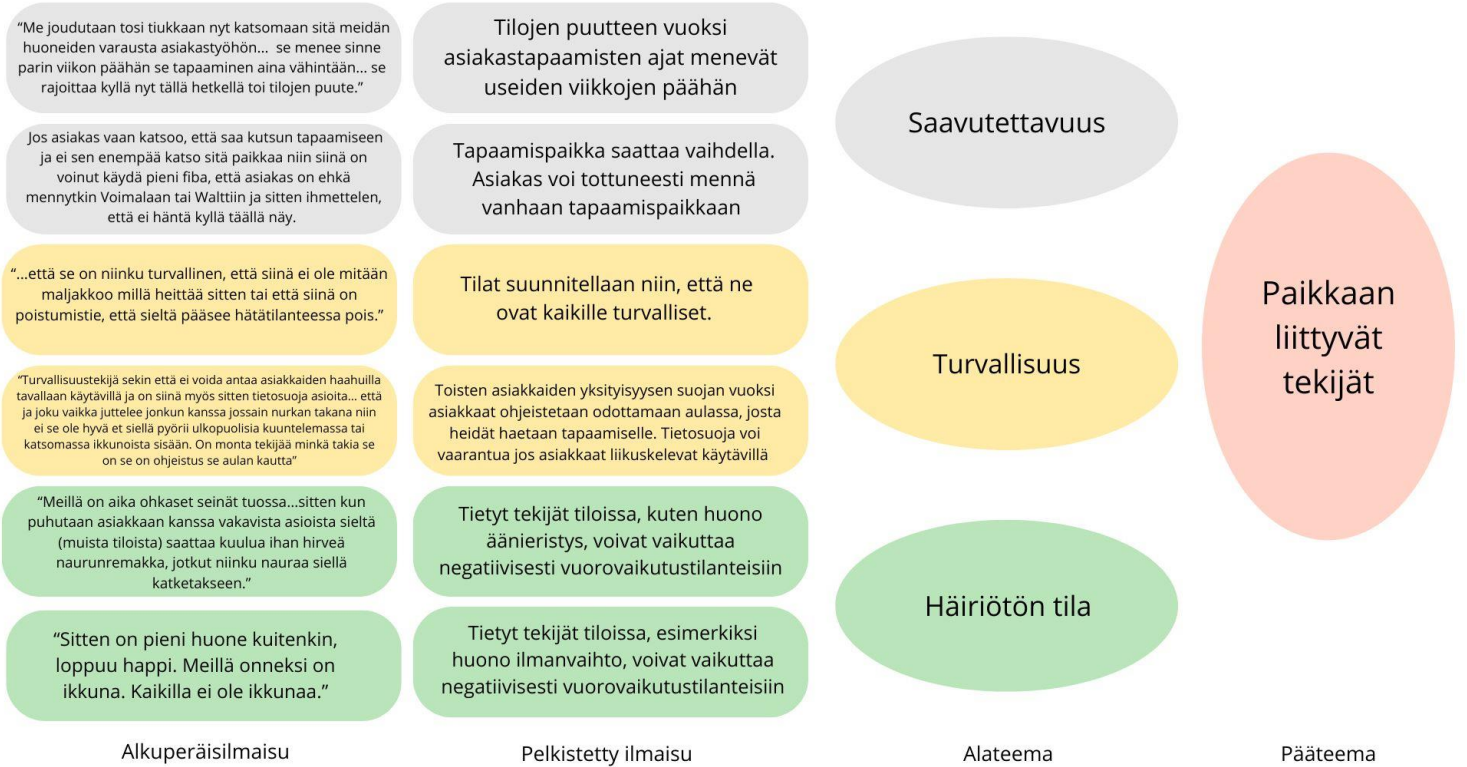 “Me joudutaan tosi tiukkaan nyt katsomaan sitä meidän
huoneiden varausta asiakastyöhön... se menee sinne
parin viikon päähän se tapaaminen aina vähintään... se
rajoittaa kyllä nyt tällä hetkellä toi tilojen puute.”
Tilojen puutteen vuoksi
asiakastapaamisten ajat menevät
useiden viikkojen päähän
Jos asiakas vaan katsoo, että saa kutsun tapaamiseen
ja ei sen enempää katso sitä paikkaa niin siinä on
voinut käydä pieni fiba, että asiakas on ehkä
mennytkin Voimalaan tai Walttiin ja sitten ihmettelen,
että ei häntä kyllä täällä näy.
Tapaamispaikka saattaa vaihdella.
Asiakas voi tottuneesti mennä
vanhaan tapaamispaikkaan
Saavutettavuus
“...että se on niinku turvallinen, että siinä ei ole mitään
maljakkoo millä heittää sitten tai että siinä on
poistumistie, että sieltä pääsee hätätilanteessa pois.”
Tilat suunnitellaan niin, että ne
ovat kaikille turvalliset.
“Turvallisuustekijä sekin että ei voida antaa asiakkaiden haahuilla
tavallaan käytävillä ja on siinä myös sitten tietosuoja asioita... että
ja joku vaikka juttelee jonkun kanssa jossain nurkan takana niin
ei se ole hyvä et siellä pyörii ulkopuolisia kuuntelemassa tai
katsomassa ikkunoista sisään. On monta tekijää minkä takia se
on se on ohjeistus se aulan kautta”
Toisten asiakkaiden yksityisyysen suojan vuoksi
asiakkaat ohjeistetaan odottamaan aulassa, josta
heidät haetaan tapaamiselle. Tietosuoja voi
vaarantua jos asiakkaat liikuskelevat käytävillä
Turvallisuus
“Meillä on aika ohkaset seinät tuossa...sitten kun
puhutaan asiakkaan kanssa vakavista asioista sieltä
(muista tiloista) saattaa kuulua ihan hirveä
naurunremakka, jotkut niinku nauraa siellä
katketakseen.”
Tietyt tekijät tiloissa, kuten huono
äänieristys, voivat vaikuttaa
negatiivisesti vuorovaikutustilanteisiin
“Sitten on pieni huone kuitenkin,
loppuu happi. Meillä onneksi on
ikkuna. Kaikilla ei ole ikkunaa.”
Tietyt tekijät tiloissa, esimerkiksi
huono ilmanvaihto, voivat vaikuttaa
negatiivisesti vuorovaikutustilanteisiin
Häiriötön tila
Paikkaan
liittyvät
tekijät
Alkuperäisilmaisu
Pelkistetty ilmaisu
Alateema
Pääteema